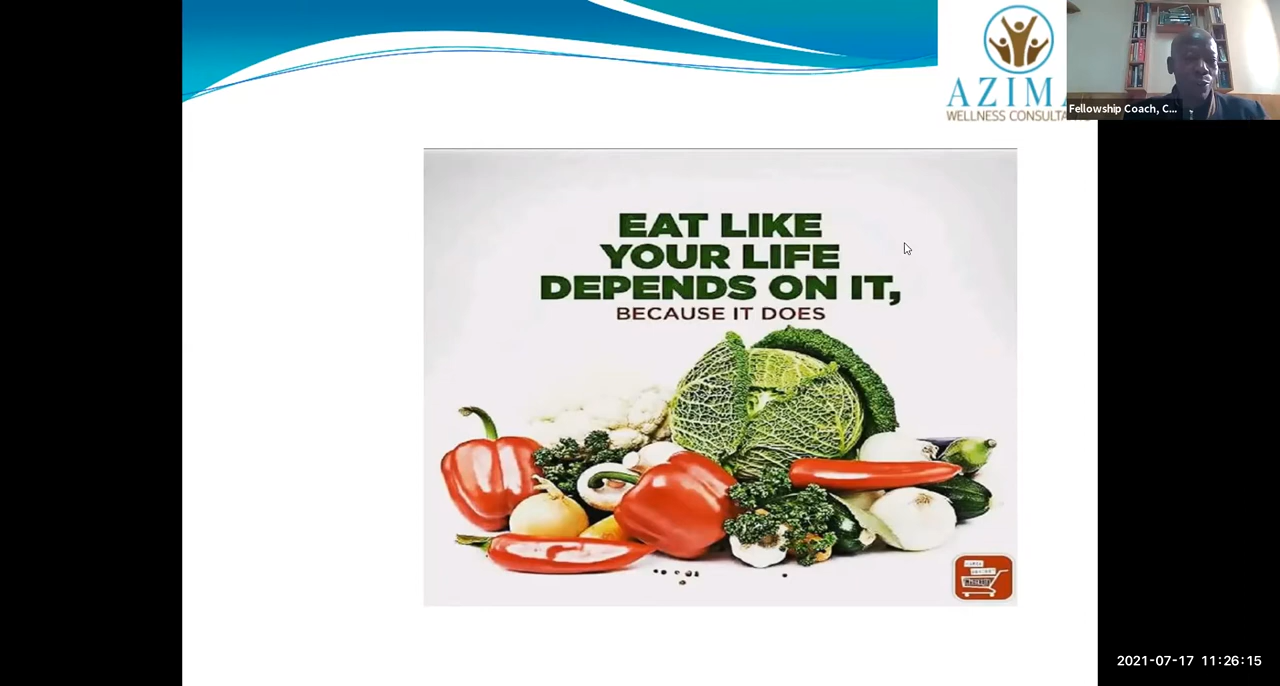 AZIMA
WELLNESS CONSULTA
Fellowship Coach, C...
EAT LIKE
YOUR LIFE
DEPENDS ON IT,
BECAUSE IT DOES
2021-07-17 11:26:15